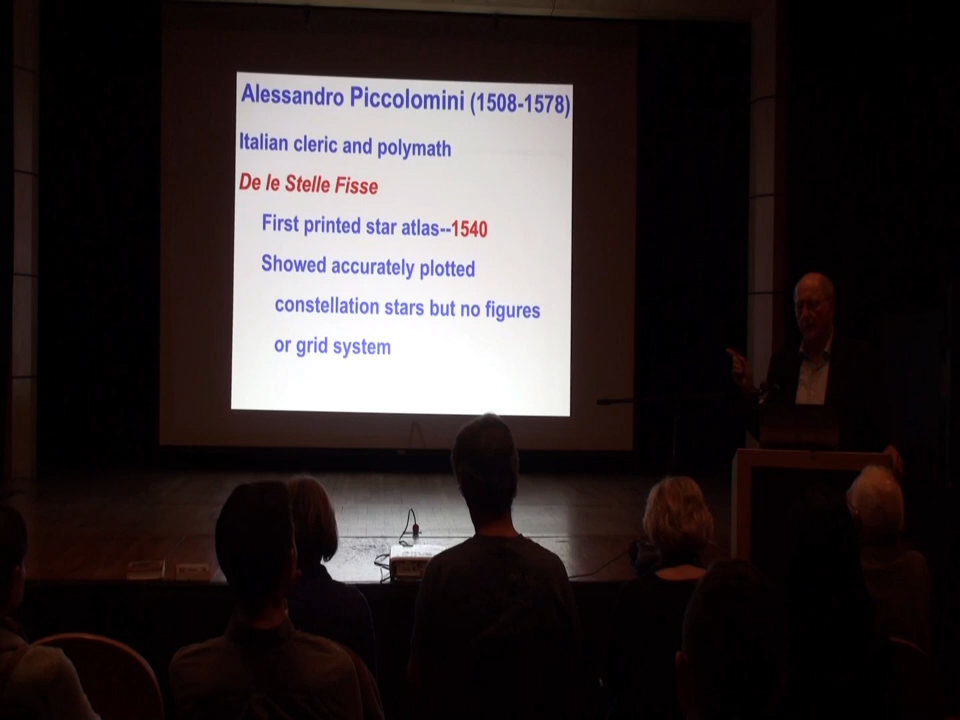 Alessandro Piccolomini (1508-1578)
Italian cleric and polymath
De le Stelle Fisse
First printed star atlas--1540
Showed accurately plotted
constellation stars but no figures
or grid system